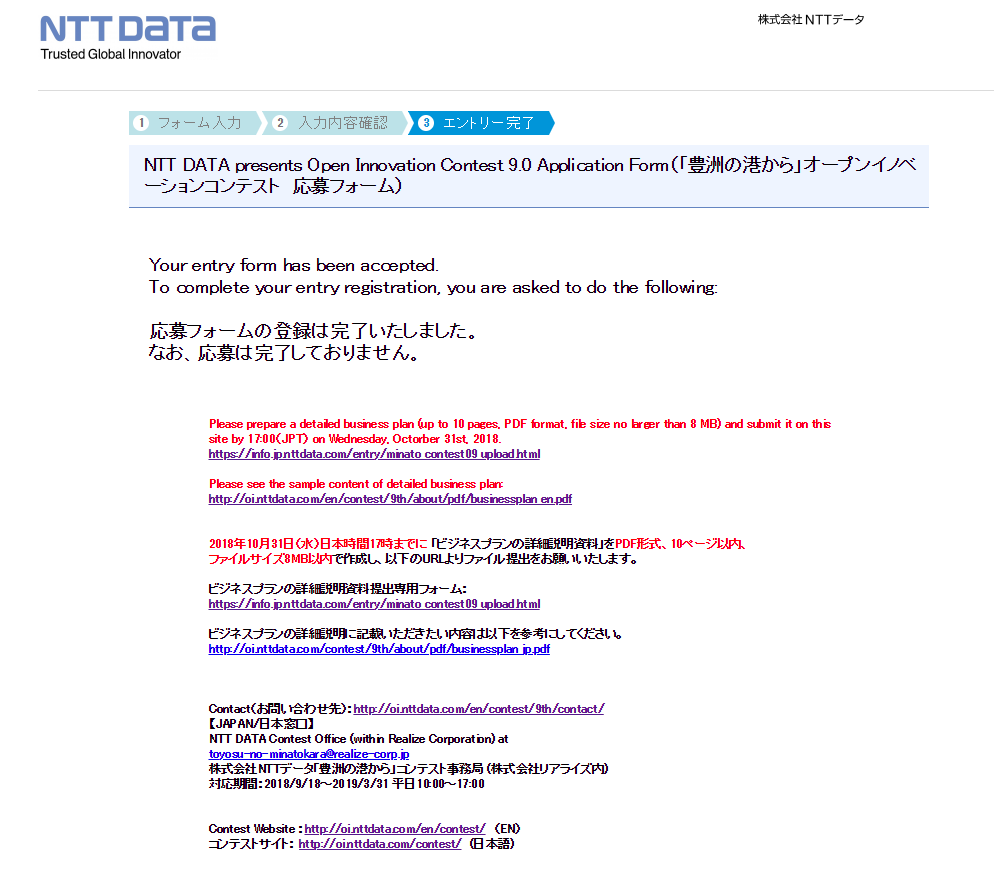 NTT DATA
株式会社 NTTデータ
Trusted Global Innovator
1 フォーム入力 2 入力内容確認 3 エントリー完了
NTT DATA presents Open Innovation Contest 9.0 Application Form（「豊洲の港から」オープンイノベ
ーションコンテスト　応募フォーム）
Your entry form has been accepted.
To complete your entry registration, you are asked to do the following:
応募フォームの登録は完了いたしました。
なお、応募は完了しておりません。
Please prepare a detailed business plan (up to 10 pages, PDF format, file size no larger than 8 MB) and submit it on this
site by 17:00(JPT) on Wednesday, Octorber 31st, 2018.
https://info.jp.nttdata.com/entry/minato_contest09_upload.html
Please see the sample content of detailed business plan:
http://oi.nttdata.com/en/contest/9th/about/pdf/businessplan_en.pdf
2018年10月31日（水）日本時間17時までに「ビジネスプランの詳細説明資料」をPDF形式、10ページ以内、
ファイルサイズ8MB以内で作成し、以下のURLよりファイル提出をお願いいたします。
ビジネスプランの詳細説明資料提出専用フォーム：
https://info.jp.nttdata.com/entry/minato_contest09_upload.html
ビジネスプランの詳細説明に記載いただきたい内容は以下を参考にしてください。
http://oi.nttdata.com/contest/9th/about/pdf/businessplan_jp.pdf
Contact（お問い合わせ先）：http://oi.nttdata.com/en/contest/9th/contact/
【JAPAN/日本窓口】
NTT DATA Contest Office (within Realize Corporation) at
toyosu-no-minatokara@realize-corp.jp
株式会社NTTデータ「豊洲の港から」コンテスト事務局（株式会社リアライズ内）
対応期間：2018/9/18～2019/3/31 平日10:00～17:00
Contest Website：http://oi.nttdata.com/en/contest/ （EN）
コンテストサイト： http://oi.nttdata.com/contest/ （日本語）